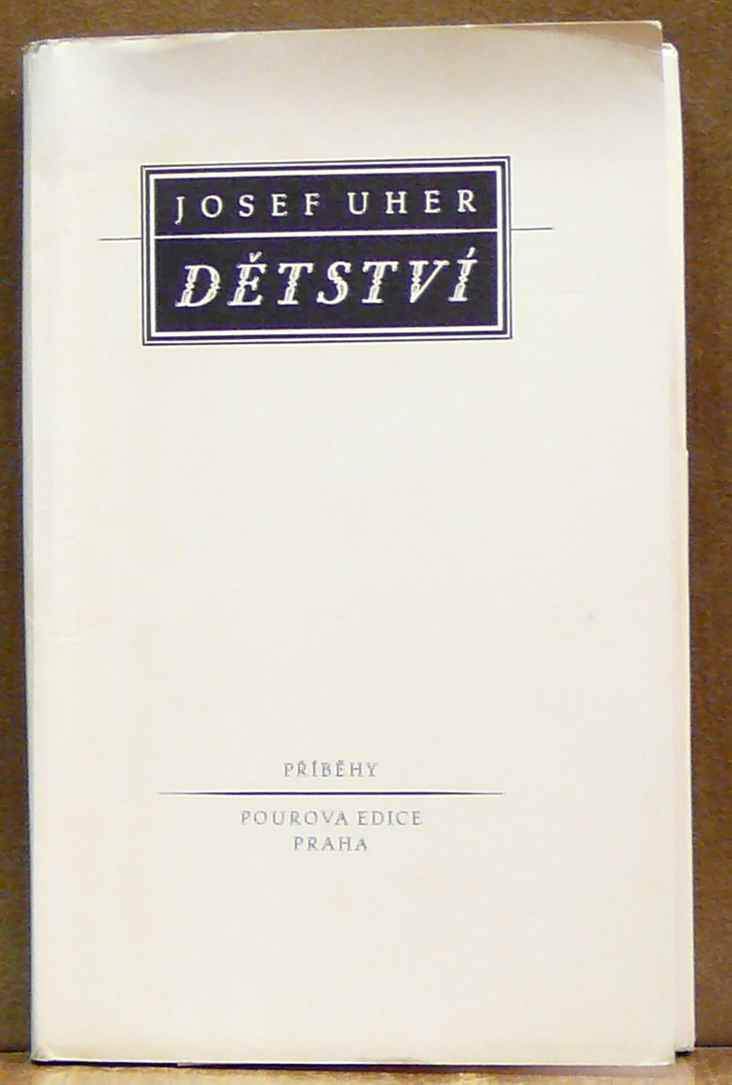 JOSEF UHER
DĚTSTVÍ
PŘÍBĚHY
POUROVA EDICE
PRAHA